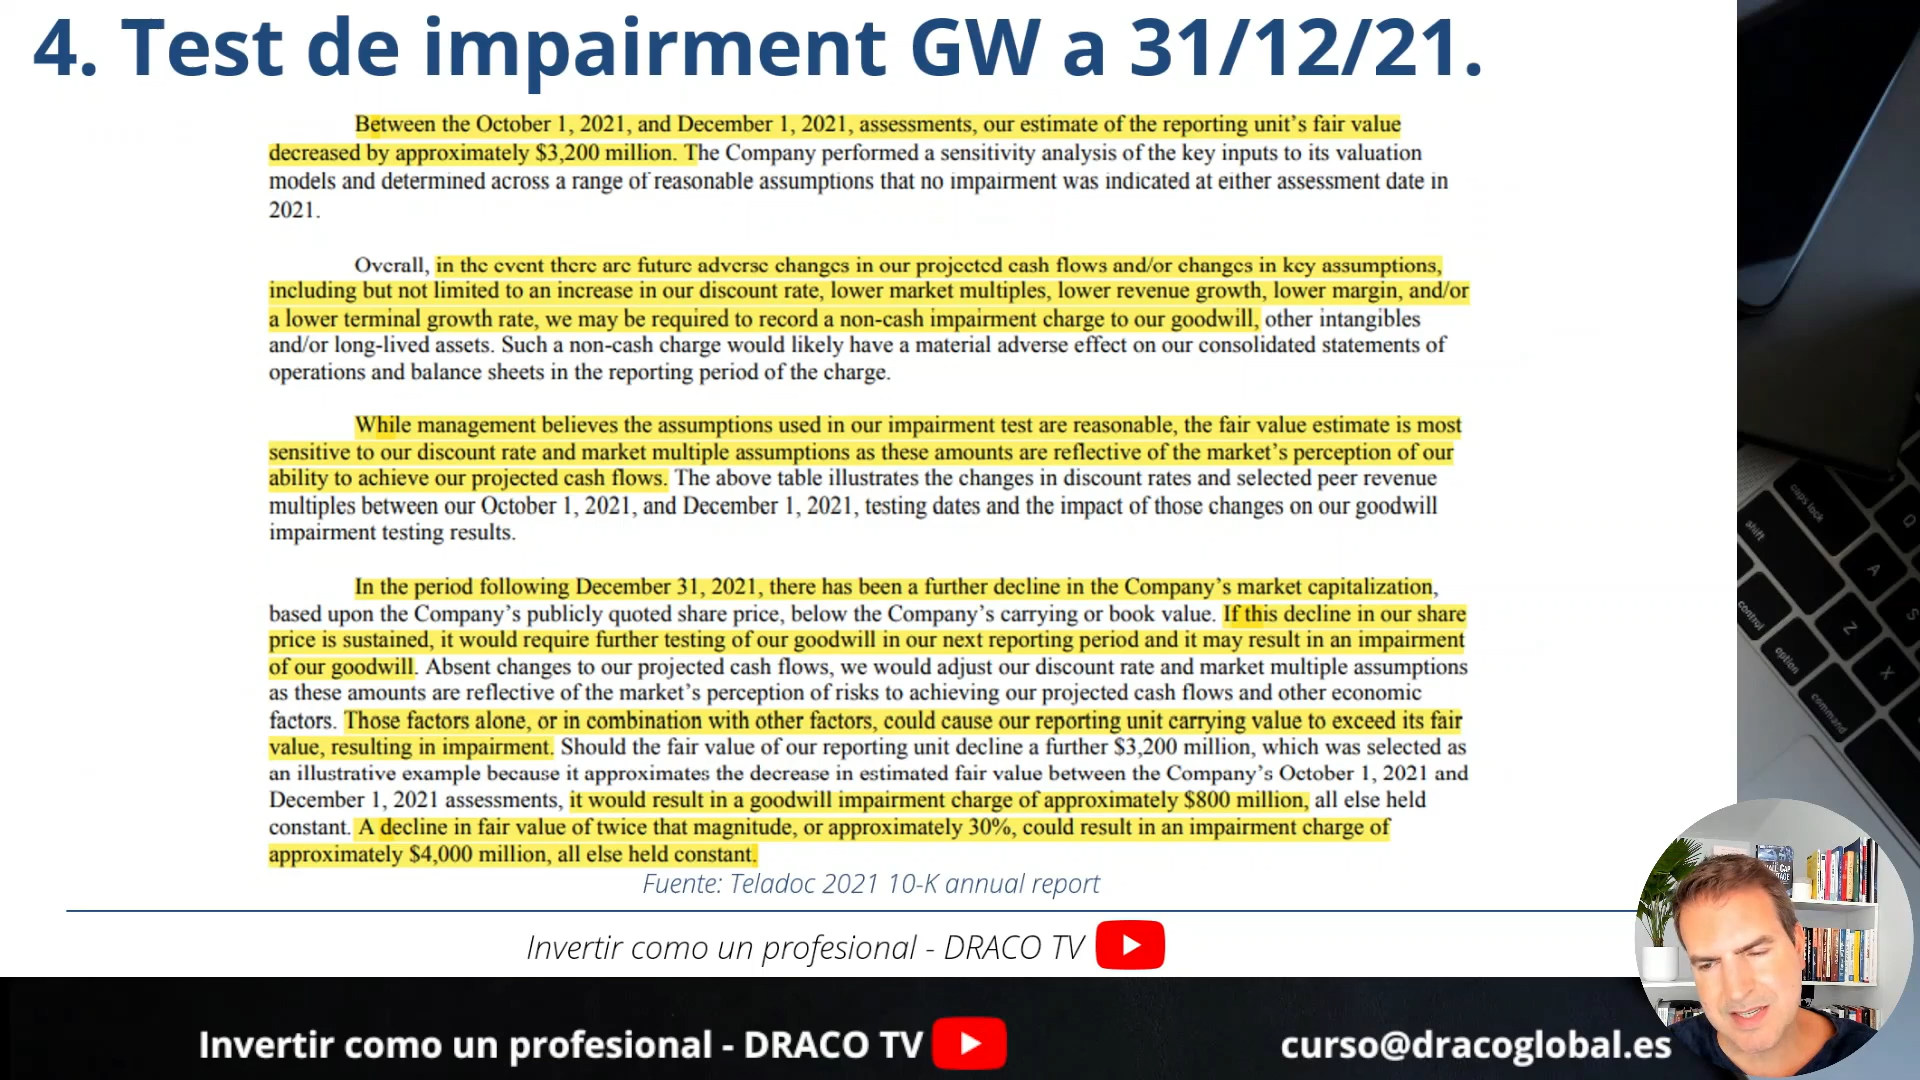 4. Test de impairment GW a 31/12/21.
Between the October 1, 2021, and December 1, 2021, assessments, our estimate of the reporting unit's fair value
decreased by approximately $3,200 million. The Company performed a sensitivity analysis of the key inputs to its valuation
models and determined across a range of reasonable assumptions that no impairment was indicated at either assessment date in
2021.
Overall, in the event there are future adverse changes in our projected cash flows and/or changes in key assumptions,
including but not limited to an increase in our discount rate, lower market multiples, lower revenue growth, lower margin, and/or
a lower terminal growth rate, we may be required to record a non-cash impairment charge to our goodwill, other intangibles
and/or long-lived assets. Such a non-cash charge would likely have a material adverse effect on our consolidated statements of
operations and balance sheets in the reporting period of the charge.
While management believes the assumptions used in our impairment test are reasonable, the fair value estimate is most
sensitive to our discount rate and market multiple assumptions as these amounts are reflective of the market's perception of our
ability to achieve our projected cash flows. The above table illustrates the changes in discount rates and selected peer revenue
multiples between our October 1, 2021, and December 1, 2021, testing dates and the impact of those changes on our goodwill
impairment testing results.
In the period following December 31, 2021, there has been a further decline in the Company's market capitalization,
based upon the Company's publicly quoted share price, below the Company's carrying or book value. If this decline in our share
price is sustained, it would require further testing of our goodwill in our next reporting period and it may result in an impairment
of our goodwill. Absent changes to our projected cash flows, we would adjust our discount rate and market multiple assumptions
as these amounts are reflective of the market's perception of risks to achieving our projected cash flows and other economic
factors. Those factors alone, or in combination with other factors, could cause our reporting unit carrying value to exceed its fair
value, resulting in impairment. Should the fair value of our reporting unit decline a further $3,200 million, which was selected as
an illustrative example because it approximates the decrease in estimated fair value between the Company's October 1, 2021 and
December 1, 2021 assessments, it would result in a goodwill impairment charge of approximately $800 million, all else held
constant. A decline in fair value of twice that magnitude, or approximately 30%, could result in an impairment charge of
approximately $4,000 million, all else held constant.
Fuente: Teladoc 2021 10-K annual report
Invertir como un profesional - DRACO TV
Invertir como un profesional - DRACO TV
curso@dracoglobal.es
caps lock
shift
control
option
command
Q
A
S
Z
X